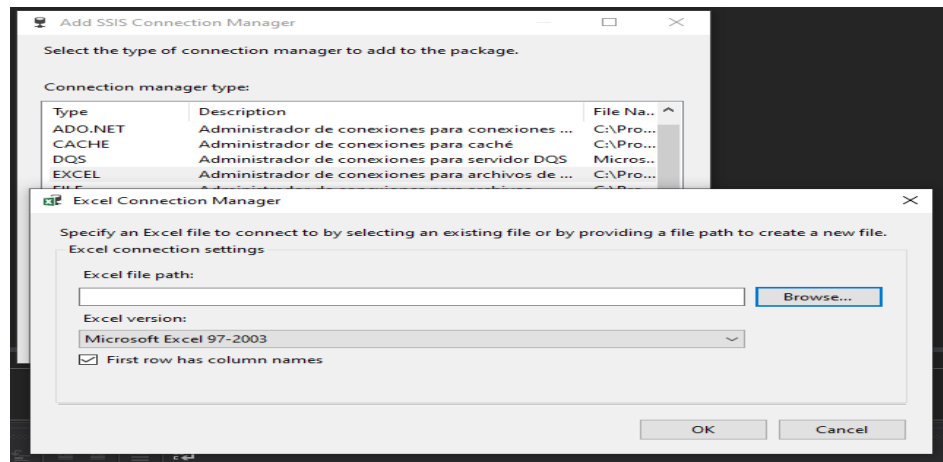 Add SSIS Connection Manager
Select the type of connection manager to add to the package.
Connection manager type:
Type Description File Na..
ADO.NET Administrador de conexiones para conexiones ... C:\Pro...
CACHE Administrador de conexiones para caché C:\Pro...
DQS Administrador de conexiones para servidor DQS Micros..
EXCEL Administrador de conexiones para archivos de ... C:\Pro...
Excel Connection Manager
Specify an Excel file to connect to by selecting an existing file or by providing a file path to create a new file.
Excel connection settings
Excel file path:
Browse...
Excel version:
Microsoft Excel 97-2003
First row has column names
OK Cancel